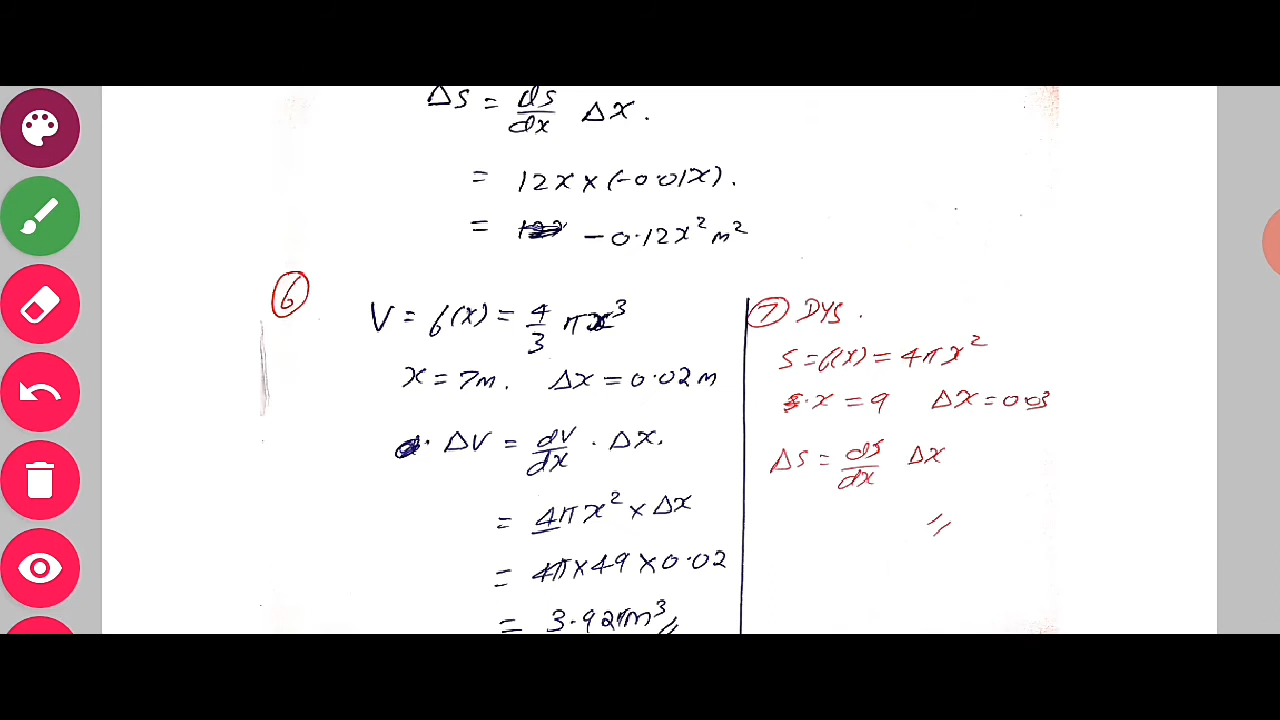 ΔS = ds/dx Δx.
= 12x × (-0.01x).
= -0.12x² m²
⑥
V = f(x) = 4/3 πx³
x = 7m. Δx = 0.02m
ΔV = dv/dx · Δx.
= 4πx² × Δx
= 4π × 49 × 0.02
= 3.92πm³
⑦ DYS.
S = f(x) = 4πx²
x = 9 Δx = 0.03
ΔS = ds/dx Δx